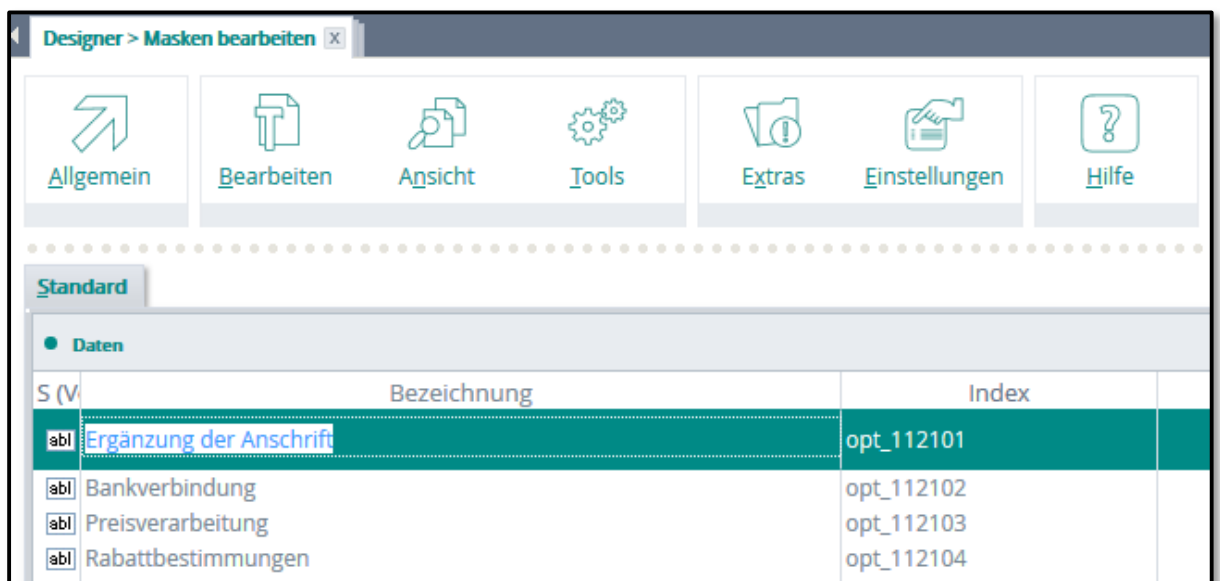 Designer > Masken bearbeiten x
Allgemein Bearbeiten Ansicht Tools Extras Einstellungen Hilfe
Standard
Daten
S (V Bezeichnung Index
abl Ergänzung der Anschrift opt_112101
abl Bankverbindung opt_112102
abl Preisverarbeitung opt_112103
abl Rabattbestimmungen opt_112104